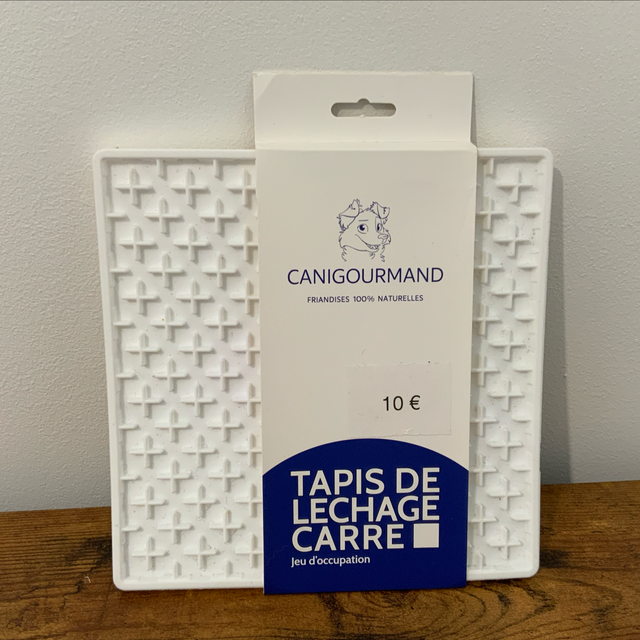 CANIGOURMAND
FRIANDISES 100% NATURELLES
10 €
TAPIS DE
LECHAGE
CARRE
Jeu d'occupation